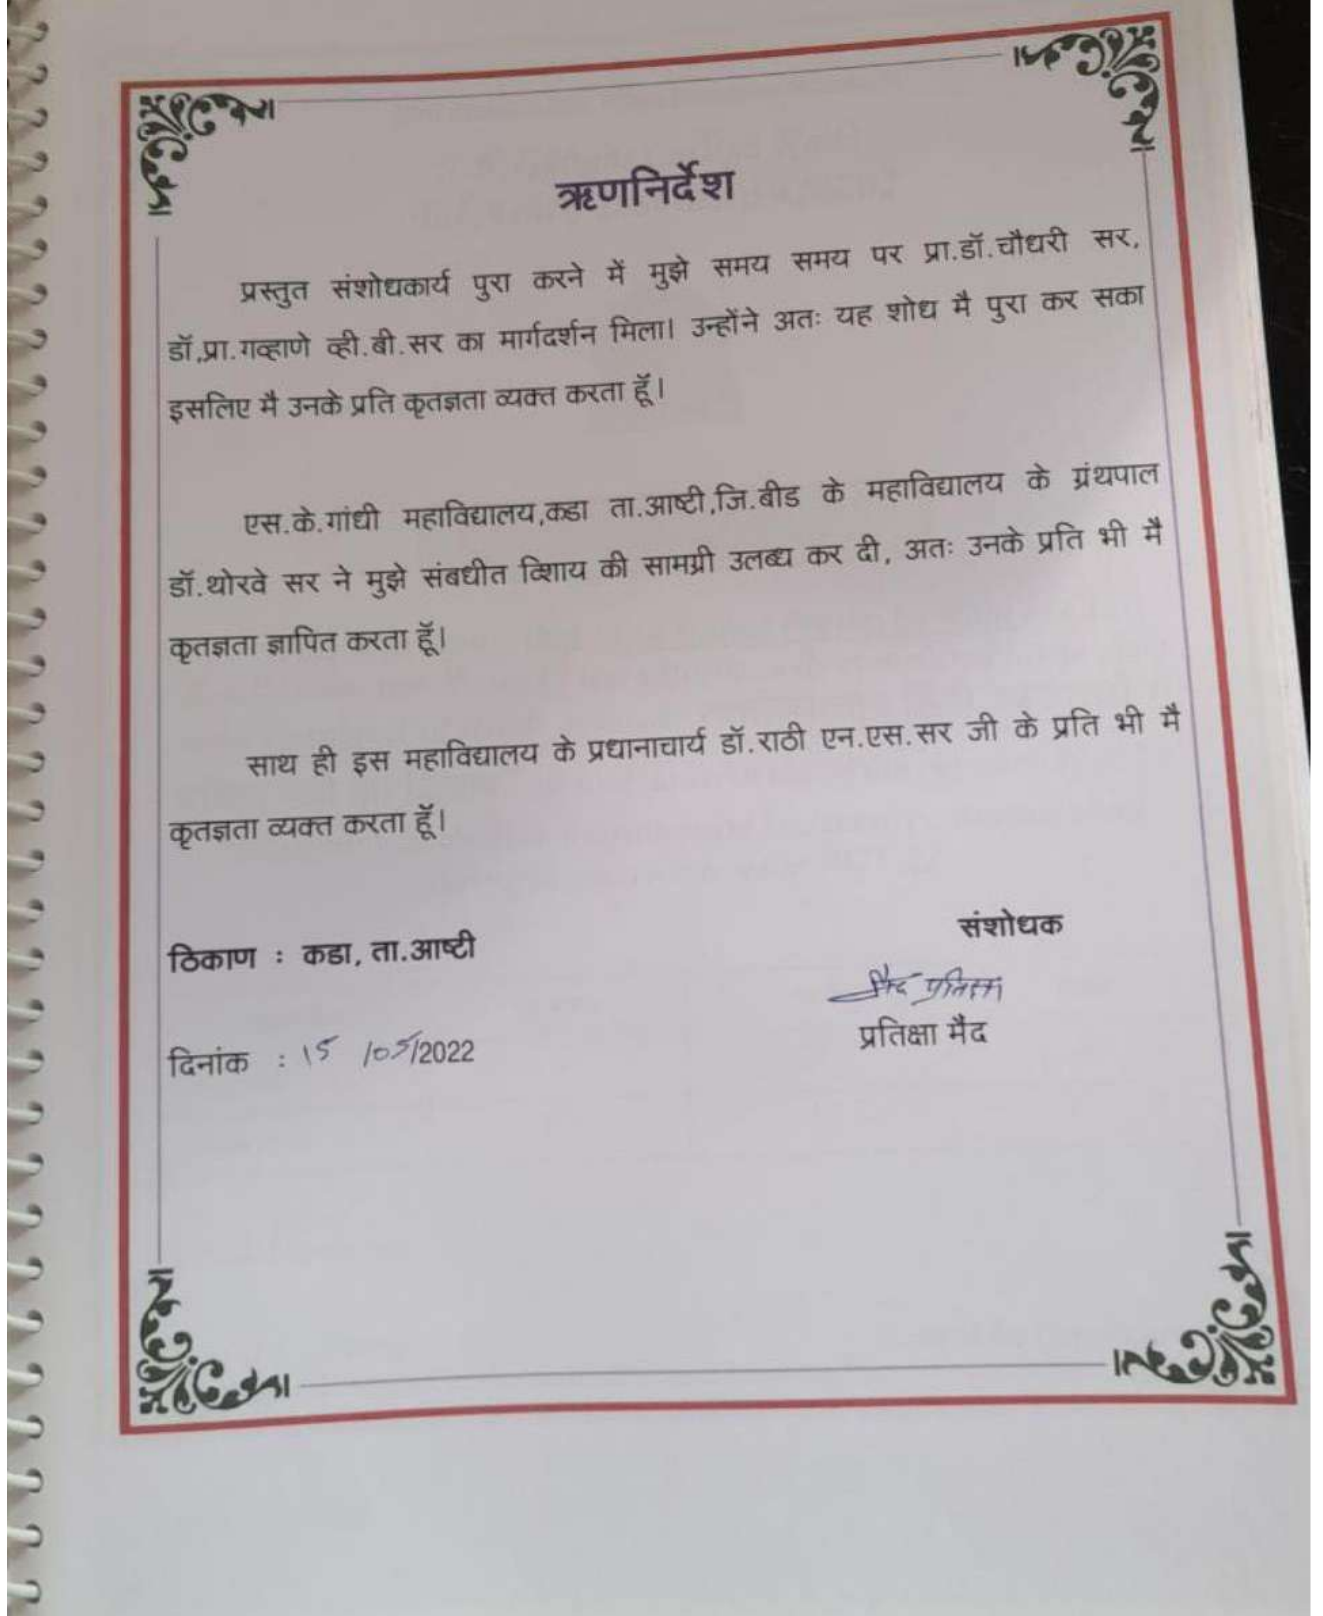 ऋणनिर्देश
प्रस्तुत संशोधकार्य पुरा करने में मुझे समय समय पर प्रा.डॉ.चौधरी सर,
डॉ.प्रा.गव्हाणे व्ही.बी.सर का मार्गदर्शन मिला। उन्होंने अतः यह शोध मै पुरा कर सका
इसलिए मै उनके प्रति कृतज्ञता व्यक्त करता हूॅं।
एस.के.गांधी महाविद्यालय,कडा ता.आष्टी,जि.बीड के महाविद्यालय के ग्रंथपाल
डॉ.थोरवे सर ने मुझे संबधीत विशाय की सामग्री उलब्ध कर दी, अतः उनके प्रति भी मै
कृतज्ञता ज्ञापित करता हूॅं।
साथ ही इस महाविद्यालय के प्रधानाचार्य डॉ.राठी एन.एस.सर जी के प्रति भी मै
कृतज्ञता व्यक्त करता हूॅं।
संशोधक
ठिकाण : कडा, ता.आष्टी
मैद प्रतिक्षा
प्रतिक्षा मैद
दिनांक : 15 /05/2022